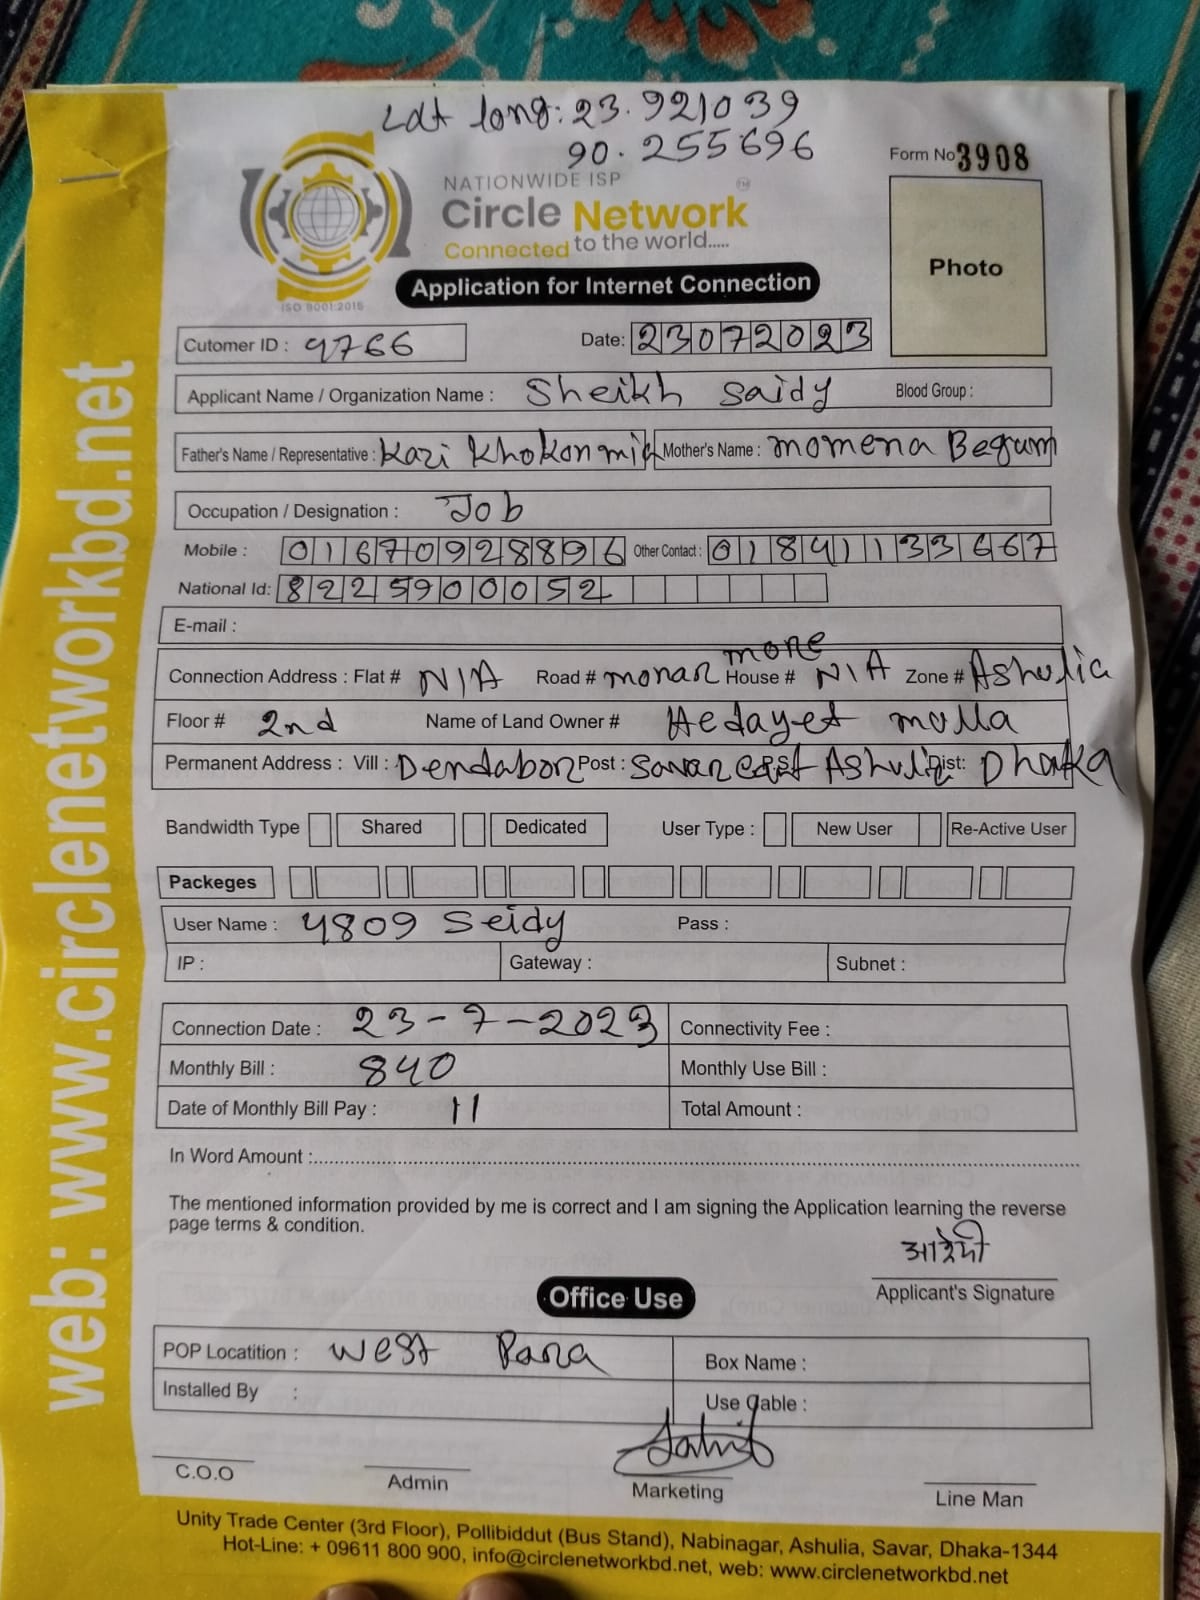 Lat long: 23.921039
90.255696
Form No 3908
NATIONWIDE ISP
Circle Network
Connected to the world.....
ISO 9001:2015
Photo
Application for Internet Connection
Cutomer ID : 4766 Date: 23072023
Applicant Name / Organization Name : Sheikh Saidy Blood Group :
Father's Name / Representative : Kazi Khokon mia Mother's Name : Momena Begum
Occupation / Designation : Job
Mobile : 01670928896 Other Contact : 01841133667
National Id: 8225900052
E-mail :
Connection Address : Flat # N/A Road # monar more House # N/A Zone # Ashulia
Floor # 2nd Name of Land Owner # Hedayet molla
Permanent Address : Vill : Dendabor Post : Savar cant P.S: Ashulia Dist: Dhaka
Bandwidth Type Shared Dedicated User Type : New User Re-Active User
Packeges
User Name : 4809 Seidy Pass :
IP : Gateway : Subnet :
Connection Date : 23-7-2023 Connectivity Fee :
Monthly Bill : 840 Monthly Use Bill :
Date of Monthly Bill Pay : 11 Total Amount :
In Word Amount :
The mentioned information provided by me is correct and I am signing the Application learning the reverse
page terms & condition.
Applicant's Signature
Office Use
POP Locatition : West Para Box Name :
Installed By : Use Cable :
C.O.O Admin Marketing Line Man
Unity Trade Center (3rd Floor), Pollibiddut (Bus Stand), Nabinagar, Ashulia, Savar, Dhaka-1344
Hot-Line: + 09611 800 900, info@circlenetworkbd.net, web: www.circlenetworkbd.net
web: www.circlenetworkbd.net